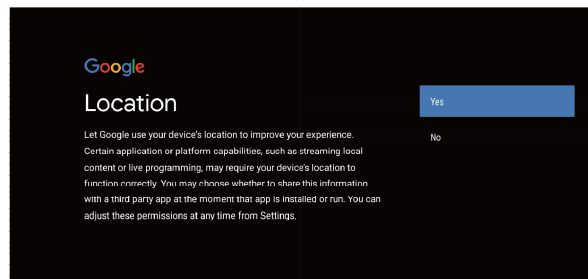 Google
Location
Let Google use your device's location to improve your experience.
Certain application or platform capabilities, such as streaming local
content or live programming, may require your device's location to
function correctly. You may choose whether to share this information
with a third party app at the moment that app is installed or run. You can
adjust these permissions at any time from Settings.
Yes
No